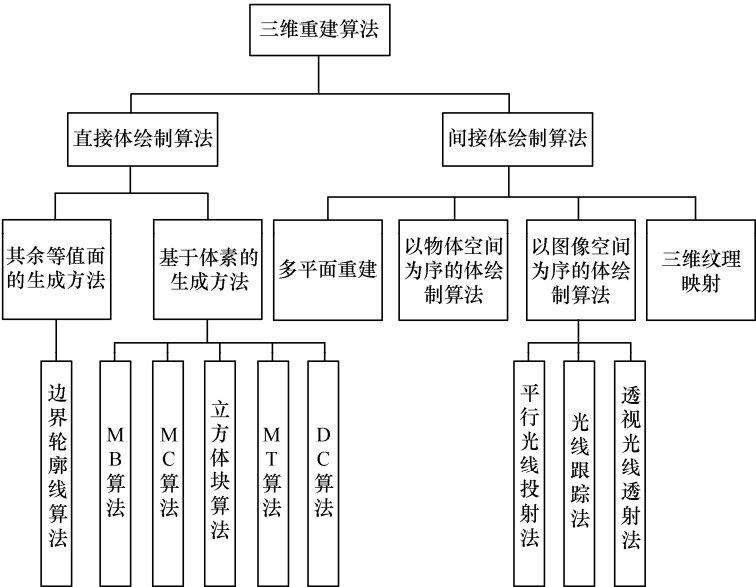 三维重建算法
直接体绘制算法
间接体绘制算法
其余等值面
的生成方法
基于体素的
生成方法
多平面重建
以物体空间
为序的体绘
制算法
以图像空间
为序的体绘
制算法
三维纹理
映射
边界轮廓线算法
MB算法
MC算法
立方体块算法
MT算法
DC算法
平行光线投射法
光线跟踪法
透视光线透射法